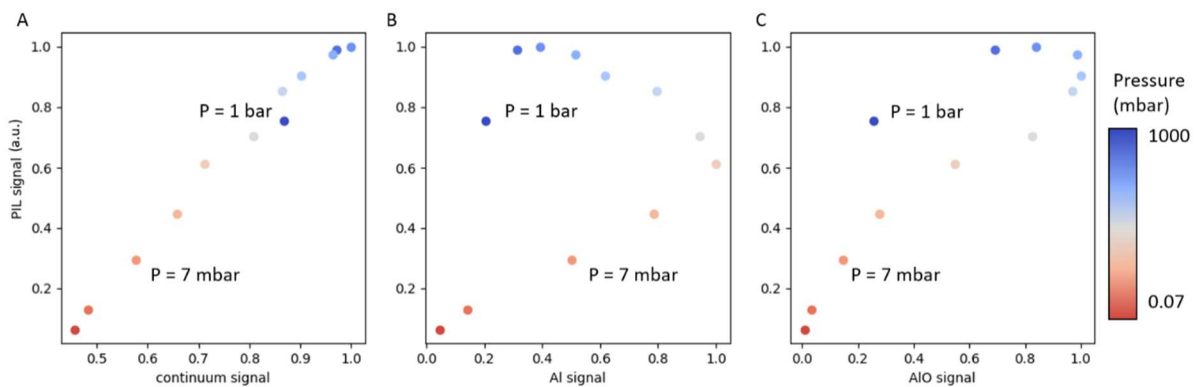 A
B
C
PIL signal (a.u.)
1.0
0.8
0.6
0.4
0.2
P = 1 bar
P = 7 mbar
0.5 0.6 0.7 0.8 0.9 1.0
continuum signal
1.0
0.8
0.6
0.4
0.2
P = 1 bar
P = 7 mbar
0.0 0.2 0.4 0.6 0.8 1.0
Al signal
1.0
0.8
0.6
0.4
0.2
P = 1 bar
P = 7 mbar
0.0 0.2 0.4 0.6 0.8 1.0
AlO signal
Pressure
(mbar)
1000
0.07